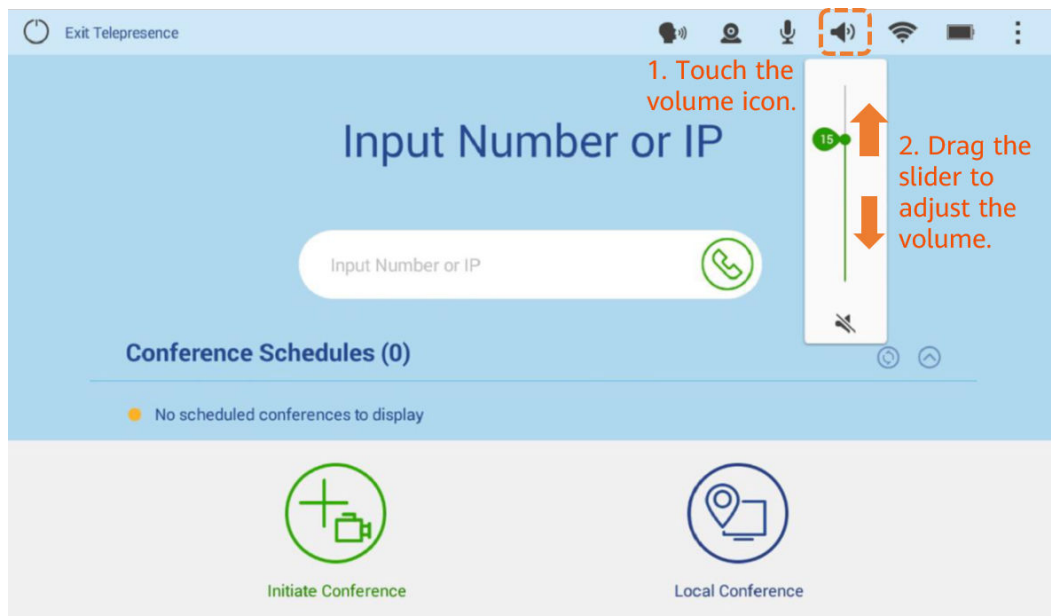 Exit Telepresence
1. Touch the
volume icon.
Input Number or IP
15
2. Drag the
slider to
adjust the
volume.
Input Number or IP
Conference Schedules (0)
No scheduled conferences to display
Initiate Conference
Local Conference